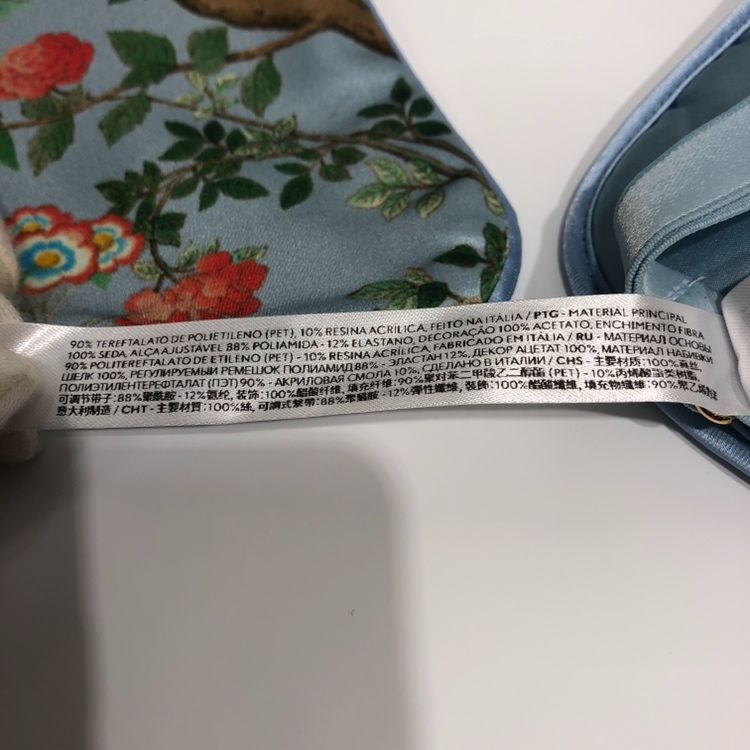 90% TEREFTALATO DE POLIETILENO (PET), 10% RESINA ACRÍLICA, FEITO NA ITÁLIA / PTG - MATERIAL PRINCIPAL
100% SEDA, ALÇA AJUSTÁVEL 88% POLIAMIDA - 12% ELASTANO, DECORAÇÃO 100% ACETATO, ENCHIMENTO FIBRA
90% POLITEREFTALATO DE ETILENO (PET) - 10% RESINA ACRÍLICA, FABRICADO EM ITÁLIA / RU - МАТЕРИАЛ ОСНОВЫ
ШЕЛК 100%, РЕГУЛИРУЕМЫЙ РЕМЕШОК ПОЛИАМИД 88% - ЭЛАСТАН 12%, ДЕКОР АЦЕТАТ 100%, МАТЕРИАЛ НАБИВКИ
ПОЛИЭТИЛЕНТЕРЕФТАЛАТ (ПЭТ) 90% - АКРИЛОВАЯ СМОЛА 10%, СДЕЛАНО В ИТАЛИИ / CHS - 主要材质:100%真丝
可调节带子:88%聚酰胺 - 12%氨纶, 装饰:100%醋酸纤维, 填充纤维:90%聚对苯二甲酸乙二酯 (PET) - 10%丙烯酸类树脂
意大利制造 / CHT - 主要材質:100%絲, 可調式繫帶:88%聚醯胺 - 12%彈性纖維, 裝飾:100%醋酸纖維, 填充物纖維:90%聚乙烯